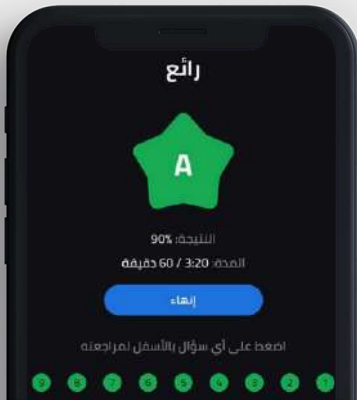 رائع
A
النتيجة: 90%
المدة: 3:20 / 60 دقيقة
إنهاء
اضغط على أي سؤال بالأسفل لمراجعته
1 2 3 4 5 6 7 8 9